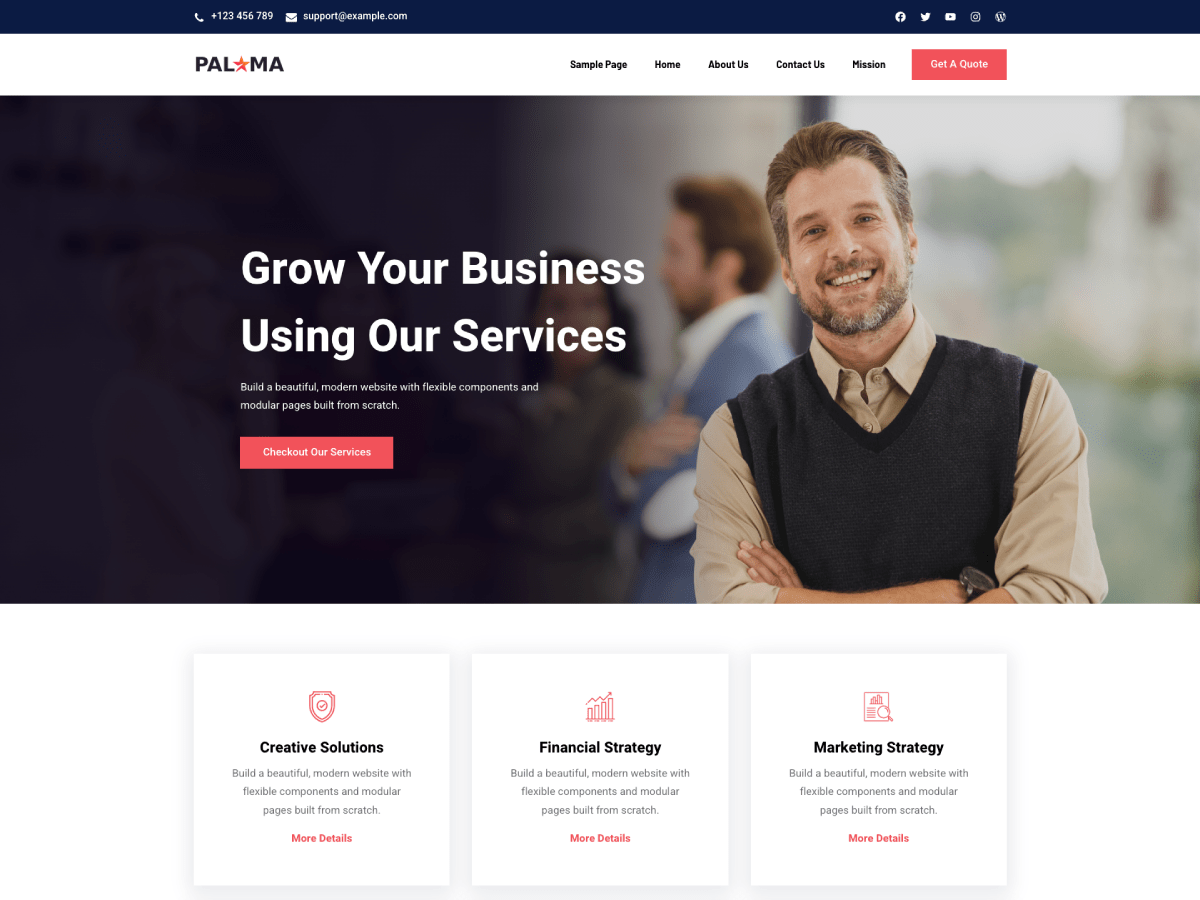 +123 456 789 support@example.com
PAL★MA
Sample Page Home About Us Contact Us Mission Get A Quote
Grow Your Business
Using Our Services
Build a beautiful, modern website with flexible components and
modular pages built from scratch.
Checkout Our Services
Creative Solutions
Build a beautiful, modern website with
flexible components and modular
pages built from scratch.
More Details
Financial Strategy
Build a beautiful, modern website with
flexible components and modular
pages built from scratch.
More Details
Marketing Strategy
Build a beautiful, modern website with
flexible components and modular
pages built from scratch.
More Details